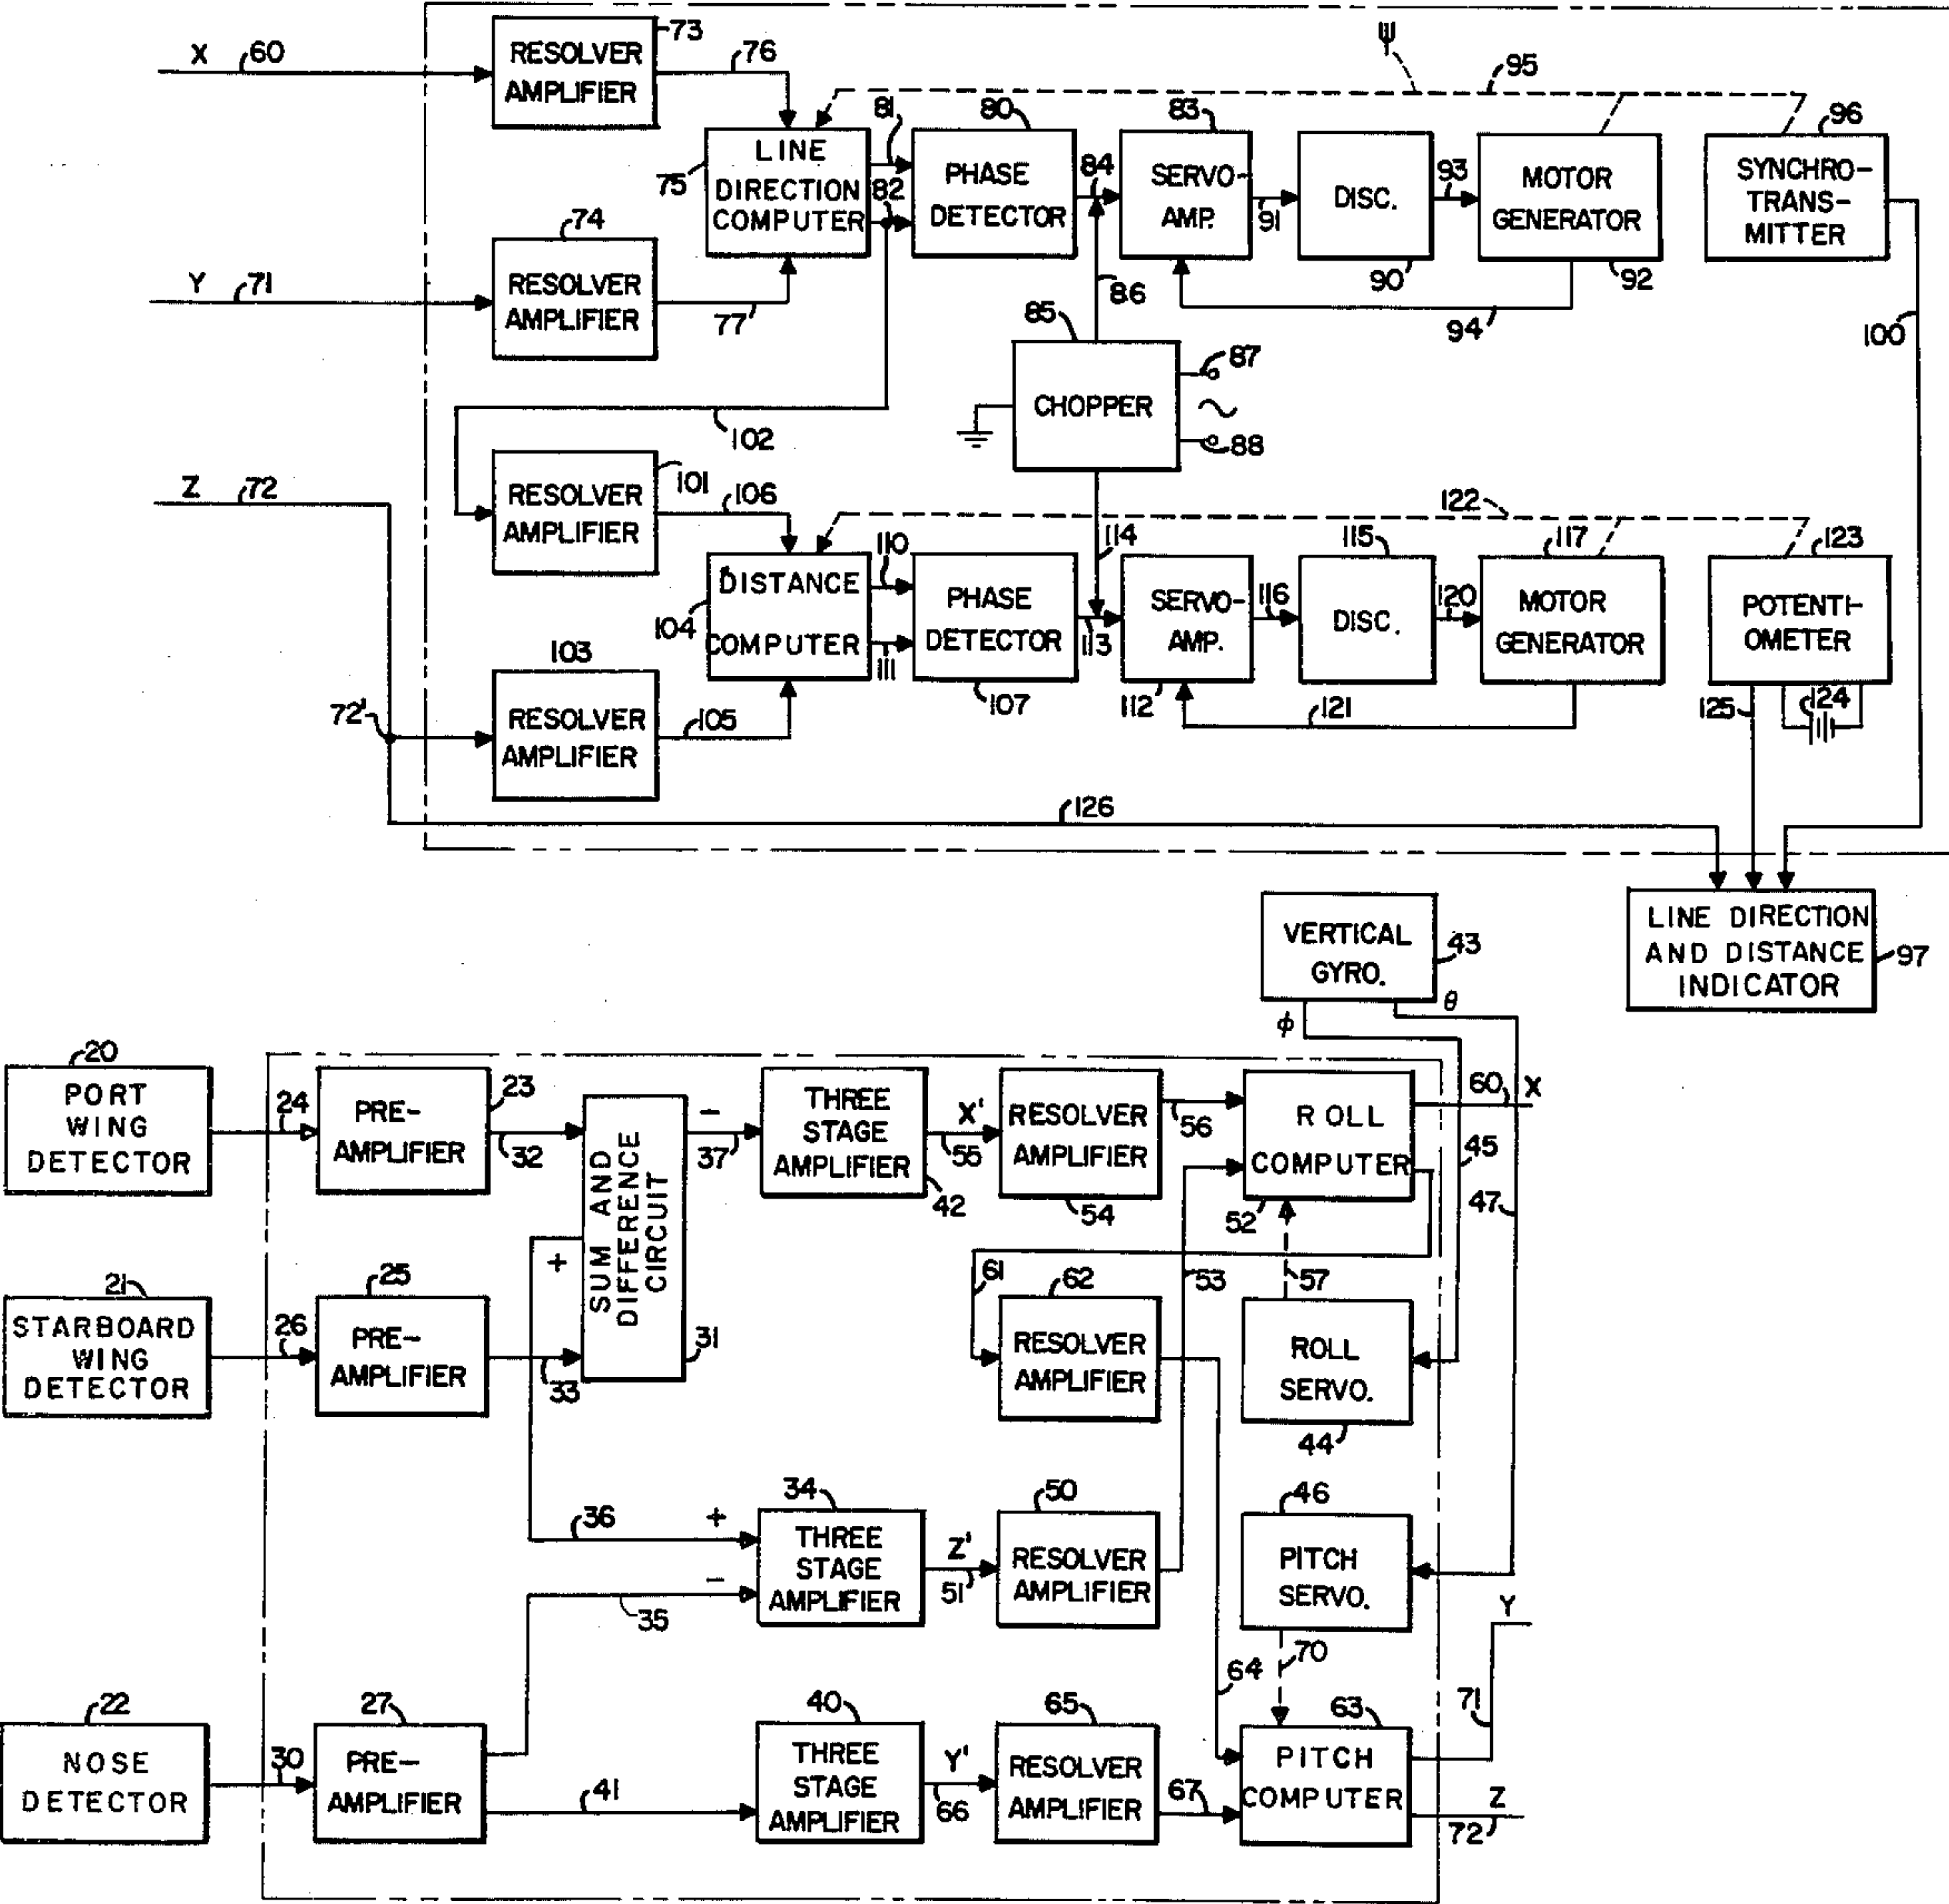 X 60
RESOLVER
AMPLIFIER
73
76
Ψ
95
81
80
83
96
LINE
DIRECTION
COMPUTER
75
82
PHASE
DETECTOR
84
SERVO-
AMP.
91
DISC.
90
93
MOTOR
GENERATOR
92
SYNCHRO-
TRANS-
MITTER
Y 71
74
RESOLVER
AMPLIFIER
77
86
94
100
85
CHOPPER
87
88
102
Z 72
RESOLVER
AMPLIFIER
101
106
122
114
110
115
117
123
DISTANCE
COMPUTER
104
111
PHASE
DETECTOR
107
113
SERVO-
AMP.
112
116
DISC.
120
MOTOR
GENERATOR
121
POTENTI-
OMETER
124
125
72'
103
RESOLVER
AMPLIFIER
105
126
VERTICAL
GYRO.
43
φ
θ
LINE DIRECTION
AND DISTANCE
INDICATOR
97
20
PORT
WING
DETECTOR
24
PRE-
AMPLIFIER
23
32
SUM AND
DIFFERENCE
CIRCUIT
31
−
37
THREE
STAGE
AMPLIFIER
42
X'
55
RESOLVER
AMPLIFIER
54
56
ROLL
COMPUTER
52
60 X
45
47
+
21
STARBOARD
WING
DETECTOR
26
25
PRE-
AMPLIFIER
33
61
62
RESOLVER
AMPLIFIER
53
57
ROLL
SERVO.
44
36
+
−
35
34
THREE
STAGE
AMPLIFIER
Z'
51
50
RESOLVER
AMPLIFIER
46
PITCH
SERVO.
70
64
Y
71
22
NOSE
DETECTOR
30
27
PRE-
AMPLIFIER
41
40
THREE
STAGE
AMPLIFIER
Y'
66
65
RESOLVER
AMPLIFIER
67
63
PITCH
COMPUTER
Z
72